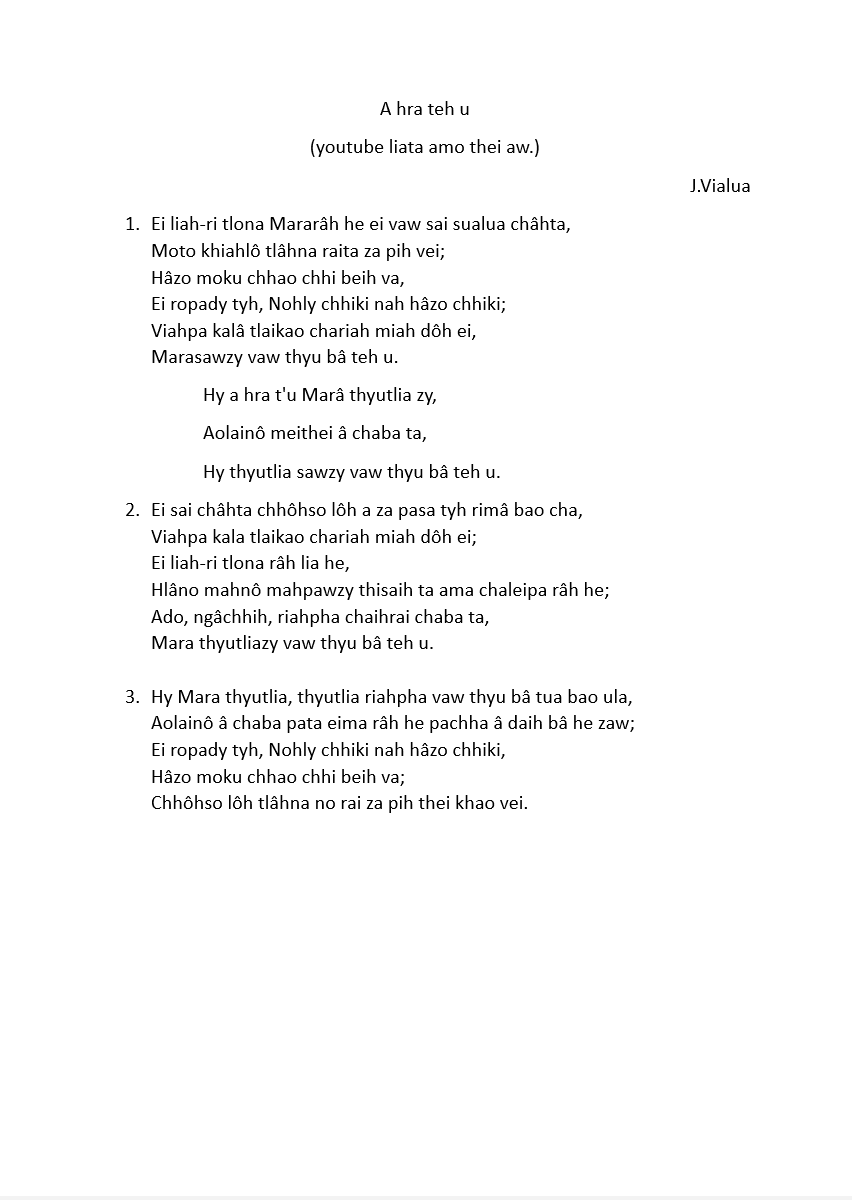 A hra teh u
(youtube liata amo thei aw.)
J.Vialua
1. Ei liah-ri tlona Mararâh he ei vaw sai sualua châhta,
Moto khiahlô tlâhna raita za pih vei;
Hâzo moku chhao chhi beih va,
Ei ropady tyh, Nohly chhiki nah hâzo chhiki;
Viahpa kalâ tlaikao chariah miah dôh ei,
Marasawzy vaw thyu bâ teh u.
Hy a hra t'u Marâ thyutlia zy,
Aolainô meithei â chaba ta,
Hy thyutlia sawzy vaw thyu bâ teh u.
2. Ei sai châhta chhôhso lôh a za pasa tyh rimâ bao cha,
Viahpa kala tlaikao chariah miah dôh ei;
Ei liah-ri tlona râh lia he,
Hlâno mahnô mahpawzy thisaih ta ama chaleipa râh he;
Ado, ngâchhih, riahpha chaihrai chaba ta,
Mara thyutliazy vaw thyu bâ teh u.
3. Hy Mara thyutlia, thyutlia riahpha vaw thyu bâ tua bao ula,
Aolainô â chaba pata eima râh he pachha â daih bâ he zaw;
Ei ropady tyh, Nohly chhiki nah hâzo chhiki,
Hâzo moku chhao chhi beih va;
Chhôhso lôh tlâhna no rai za pih thei khao vei.